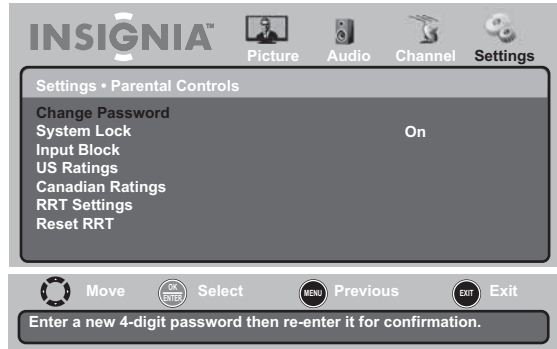 INSIGNIA™
Picture Audio Channel Settings
Settings • Parental Controls
Change Password
System Lock On
Input Block
US Ratings
Canadian Ratings
RRT Settings
Reset RRT
Move OK ENTER Select MENU Previous EXIT Exit
Enter a new 4-digit password then re-enter it for confirmation.